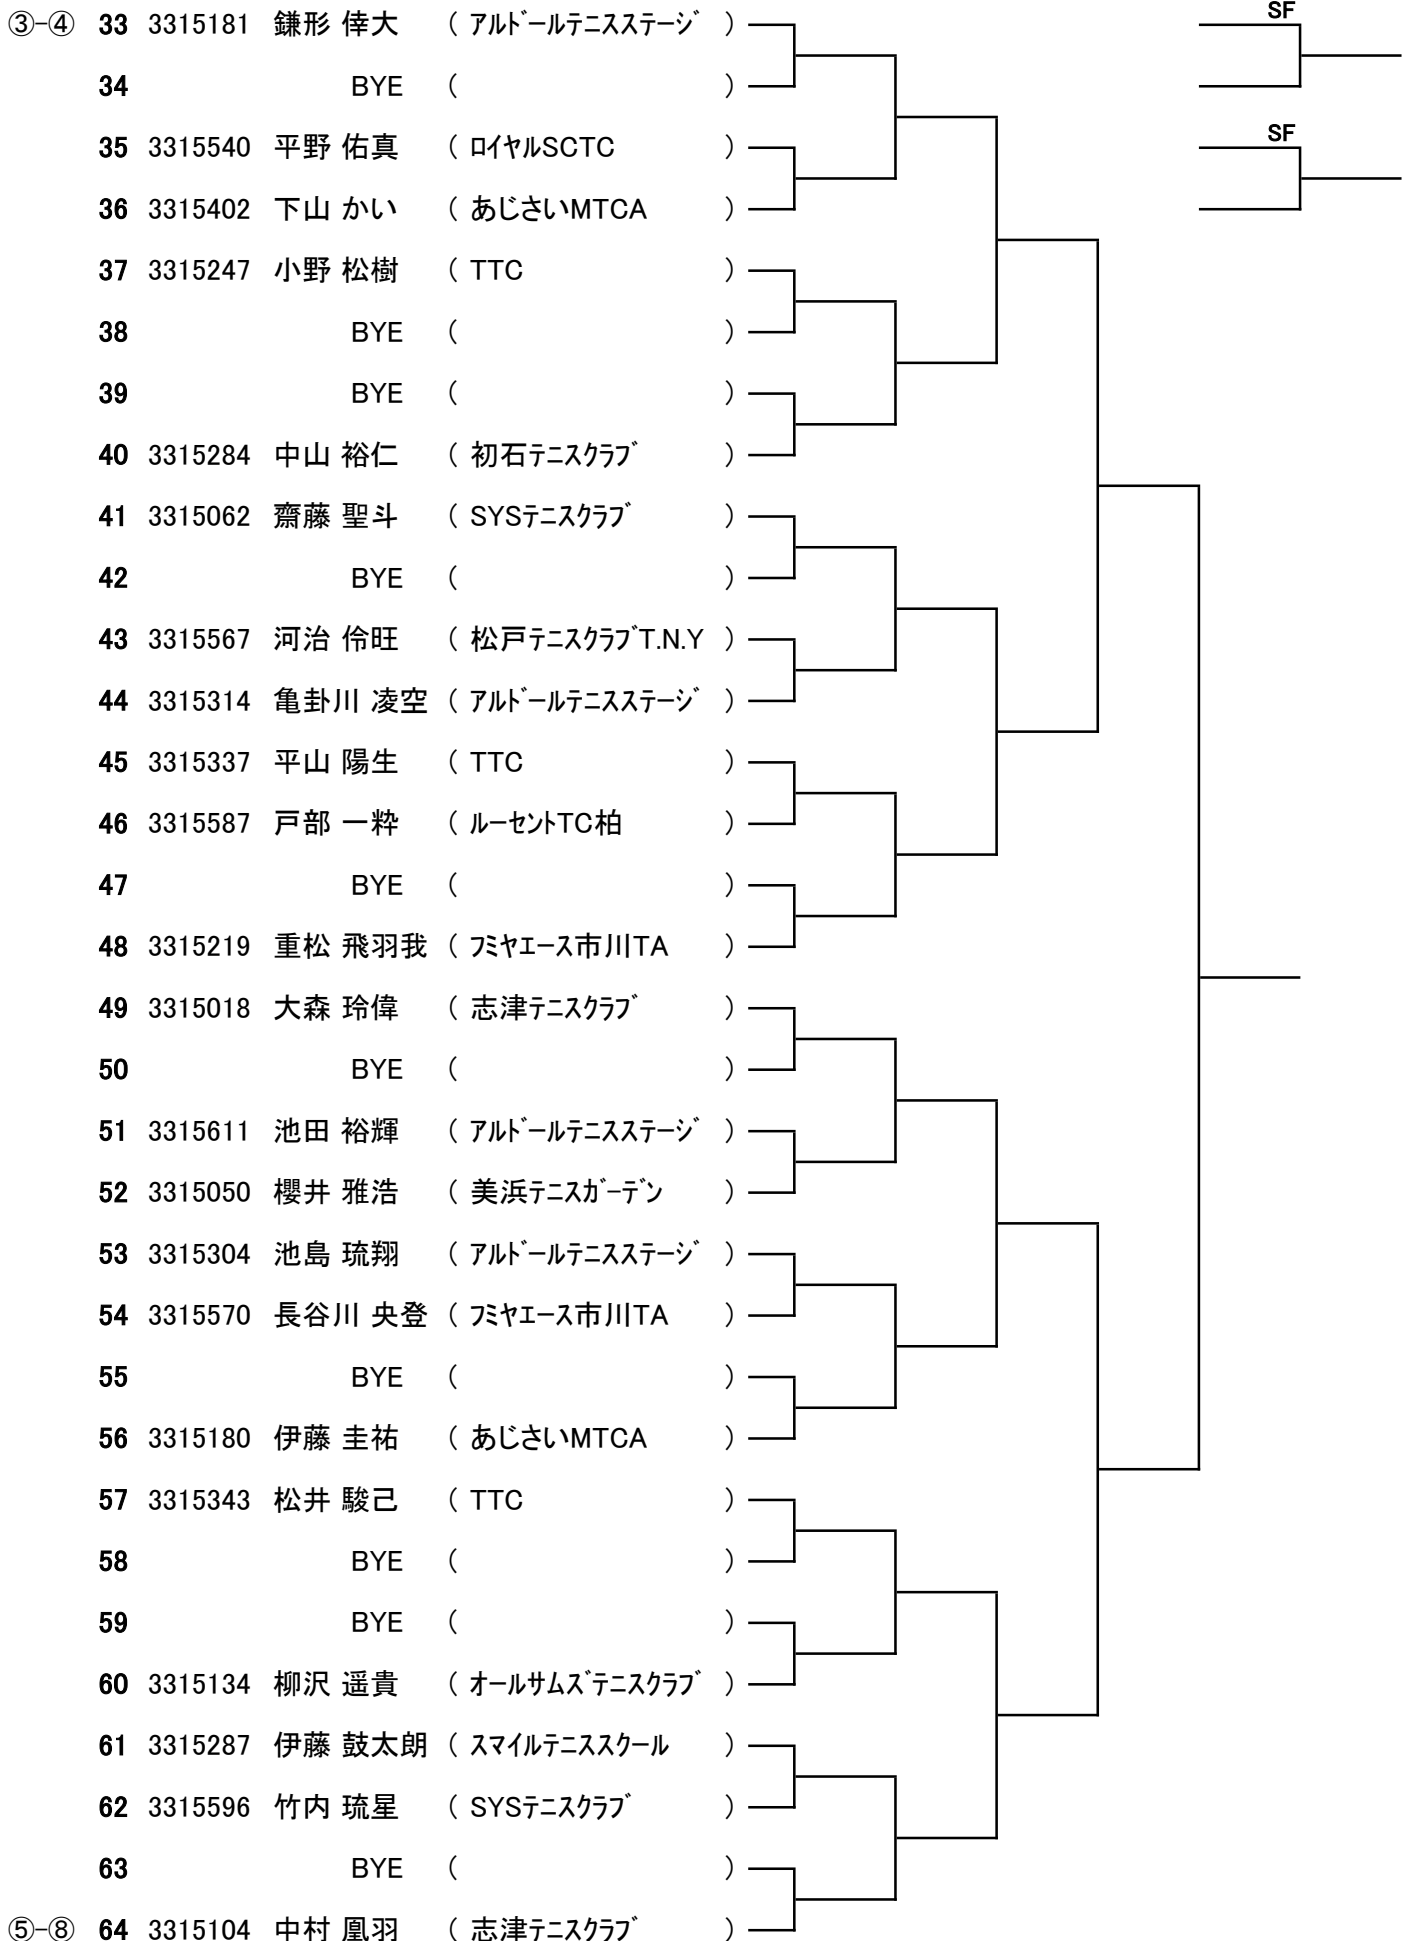 ③-④ 33 3315181 鎌形 倖大 ( ｱﾙﾄﾞｰﾙﾃﾆｽｽﾃｰｼﾞ ) SF
34 BYE ( )
35 3315540 平野 佑真 ( ﾛｲﾔﾙSCTC ) SF
36 3315402 下山 かい ( あじさいMTCA )
37 3315247 小野 松樹 ( TTC )
38 BYE ( )
39 BYE ( )
40 3315284 中山 裕仁 ( 初石ﾃﾆｽｸﾗﾌﾞ )
41 3315062 齋藤 聖斗 ( SYSﾃﾆｽｸﾗﾌﾞ )
42 BYE ( )
43 3315567 河治 伶旺 ( 松戸ﾃﾆｽｸﾗﾌﾞT.N.Y )
44 3315314 亀卦川 凌空 ( ｱﾙﾄﾞｰﾙﾃﾆｽｽﾃｰｼﾞ )
45 3315337 平山 陽生 ( TTC )
46 3315587 戸部 一粋 ( ﾙｰｾﾝﾄTC柏 )
47 BYE ( )
48 3315219 重松 飛羽我 ( ﾌﾐﾔｴｰｽ市川TA )
49 3315018 大森 玲偉 ( 志津ﾃﾆｽｸﾗﾌﾞ )
50 BYE ( )
51 3315611 池田 裕輝 ( ｱﾙﾄﾞｰﾙﾃﾆｽｽﾃｰｼﾞ )
52 3315050 櫻井 雅浩 ( 美浜ﾃﾆｽｶﾞｰﾃﾞﾝ )
53 3315304 池島 琉翔 ( ｱﾙﾄﾞｰﾙﾃﾆｽｽﾃｰｼﾞ )
54 3315570 長谷川 央登 ( ﾌﾐﾔｴｰｽ市川TA )
55 BYE ( )
56 3315180 伊藤 圭祐 ( あじさいMTCA )
57 3315343 松井 駿己 ( TTC )
58 BYE ( )
59 BYE ( )
60 3315134 柳沢 遥貴 ( ｵｰﾙｻﾑｽﾞﾃﾆｽｸﾗﾌﾞ )
61 3315287 伊藤 鼓太朗 ( ｽﾏｲﾙﾃﾆｽｽｸｰﾙ )
62 3315596 竹内 琉星 ( SYSﾃﾆｽｸﾗﾌﾞ )
63 BYE ( )
⑤-⑧ 64 3315104 中村 凰羽 ( 志津ﾃﾆｽｸﾗﾌﾞ )